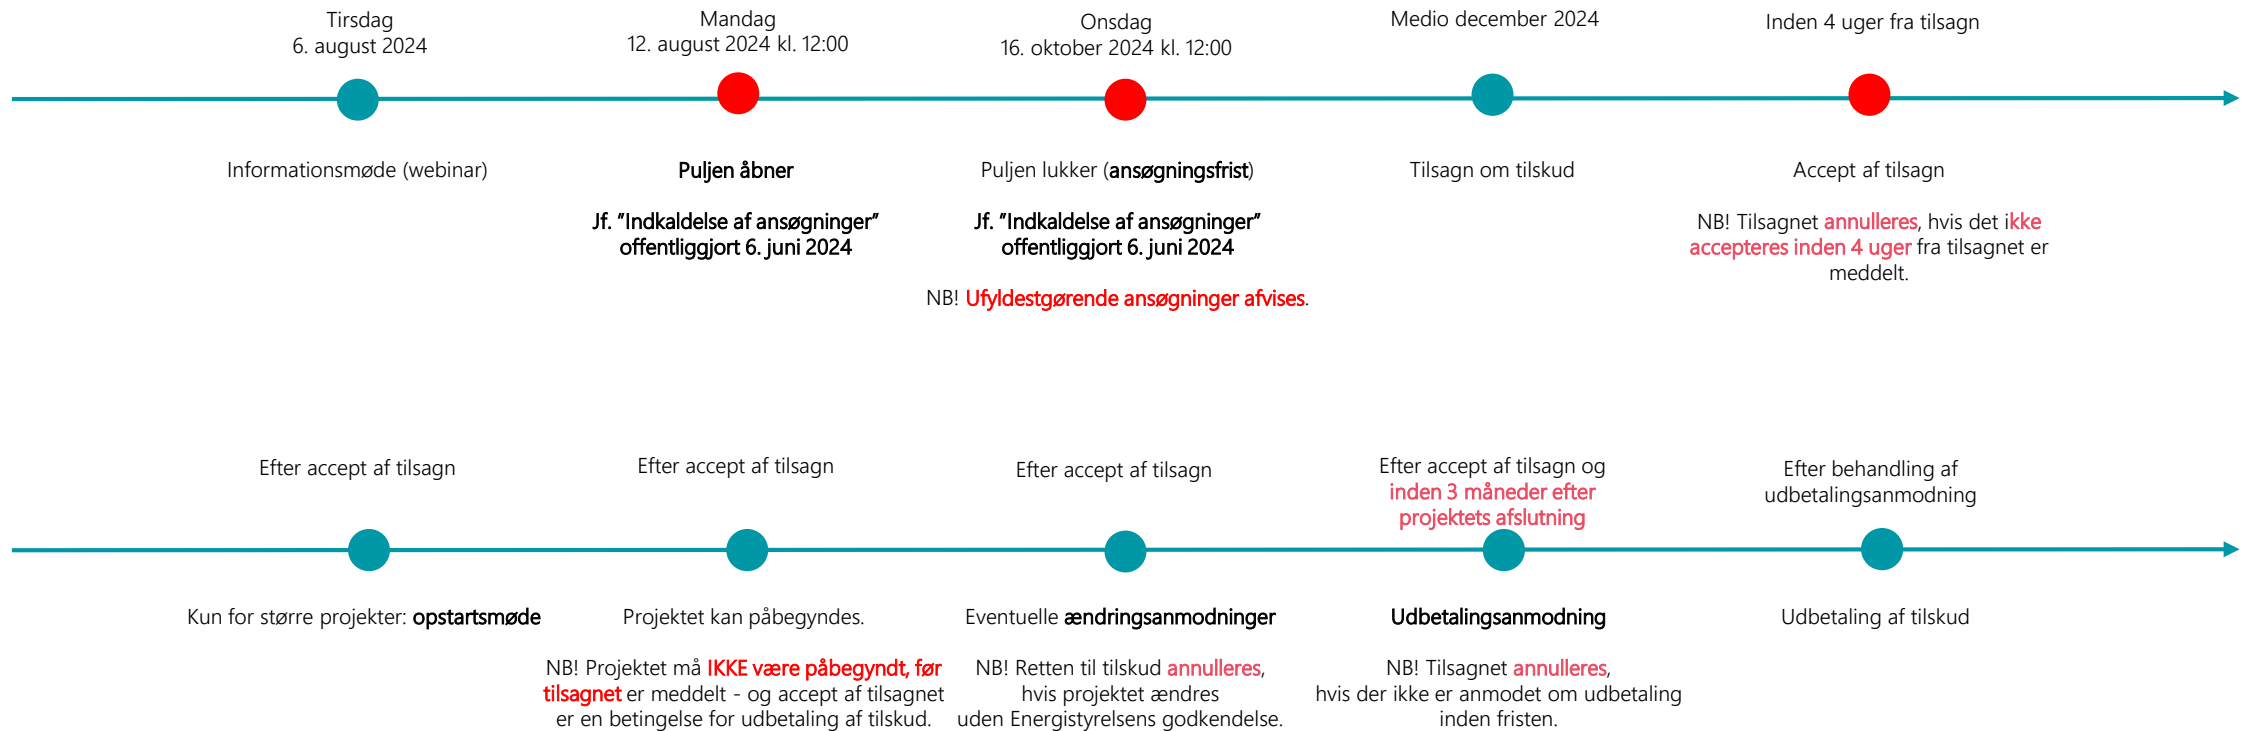 Tirsdag
6. august 2024
Mandag
12. august 2024 kl. 12:00
Onsdag
16. oktober 2024 kl. 12:00
Medio december 2024
Inden 4 uger fra tilsagn
Informationsmøde (webinar)
Puljen åbner
Jf. ”Indkaldelse af ansøgninger”
offentliggjort 6. juni 2024
Puljen lukker (ansøgningsfrist)
Jf. ”Indkaldelse af ansøgninger”
offentliggjort 6. juni 2024
NB! Ufyldestgørende ansøgninger afvises.
Tilsagn om tilskud
Accept af tilsagn
NB! Tilsagnet annulleres, hvis det ikke
accepteres inden 4 uger fra tilsagnet er
meddelt.
Efter accept af tilsagn
Efter accept af tilsagn
Efter accept af tilsagn
Efter accept af tilsagn og
inden 3 måneder efter
projektets afslutning
Efter behandling af
udbetalingsanmodning
Kun for større projekter: opstartsmøde
Projektet kan påbegyndes.
NB! Projektet må IKKE være påbegyndt, før
tilsagnet er meddelt - og accept af tilsagnet
er en betingelse for udbetaling af tilskud.
Eventuelle ændringsanmodninger
NB! Retten til tilskud annulleres,
hvis projektet ændres
uden Energistyrelsens godkendelse.
Udbetalingsanmodning
NB! Tilsagnet annulleres,
hvis der ikke er anmodet om udbetaling
inden fristen.
Udbetaling af tilskud